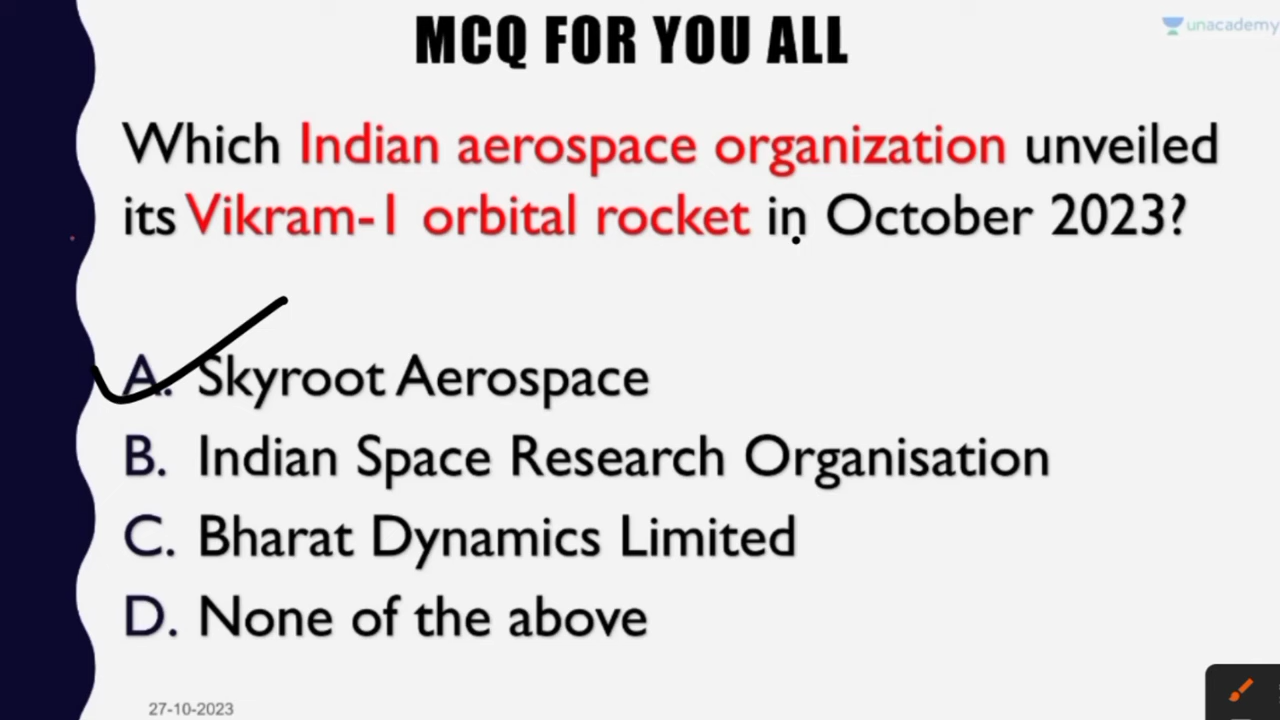 MCQ FOR YOU ALL
unacademy
Which Indian aerospace organization unveiled
its Vikram-1 orbital rocket in October 2023?
A. Skyroot Aerospace
B. Indian Space Research Organisation
C. Bharat Dynamics Limited
D. None of the above
27-10-2023